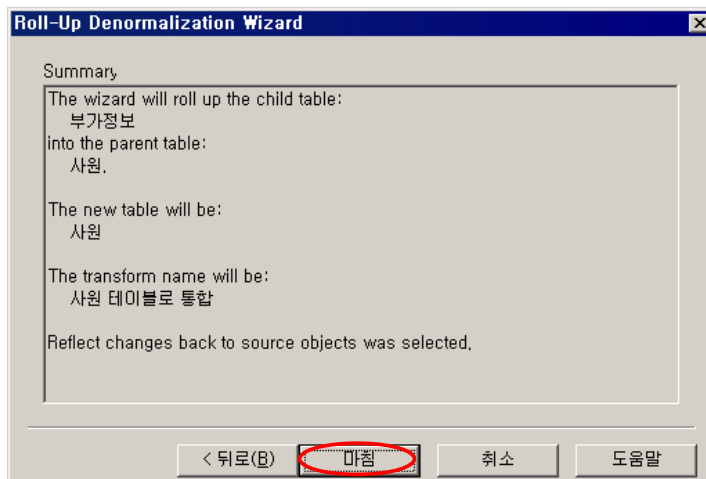 Roll-Up Denormalization Wizard
Summary
The wizard will roll up the child table:
부가정보
into the parent table:
사원.
The new table will be:
사원
The transform name will be:
사원 테이블로 통합
Reflect changes back to source objects was selected.
< 뒤로(B) 마침 취소 도움말